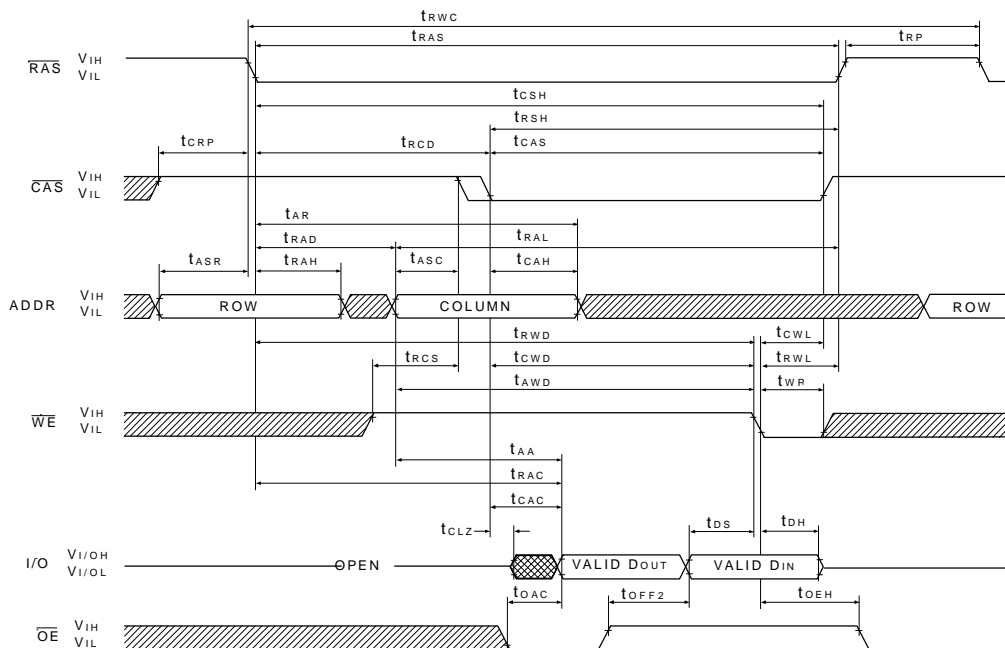 tRWC
tRAS
tRP
RAS
VIH
VIL
tCSH
tRSH
tCRP
tRCD
tCAS
CAS
VIH
VIL
tAR
tRAD
tRAL
tASR
tRAH
tASC
tCAH
ADDR
VIH
VIL
ROW
COLUMN
ROW
tRWD
tCWL
tRCS
tCWD
tRWL
tAWD
tWP
WE
VIH
VIL
tAA
tRAC
tCAC
tCLZ
tDS
tDH
I/O
VI/OH
VI/OL
OPEN
VALID DOUT
VALID DIN
tOAC
tOFF2
tOEH
OE
VIH
VIL